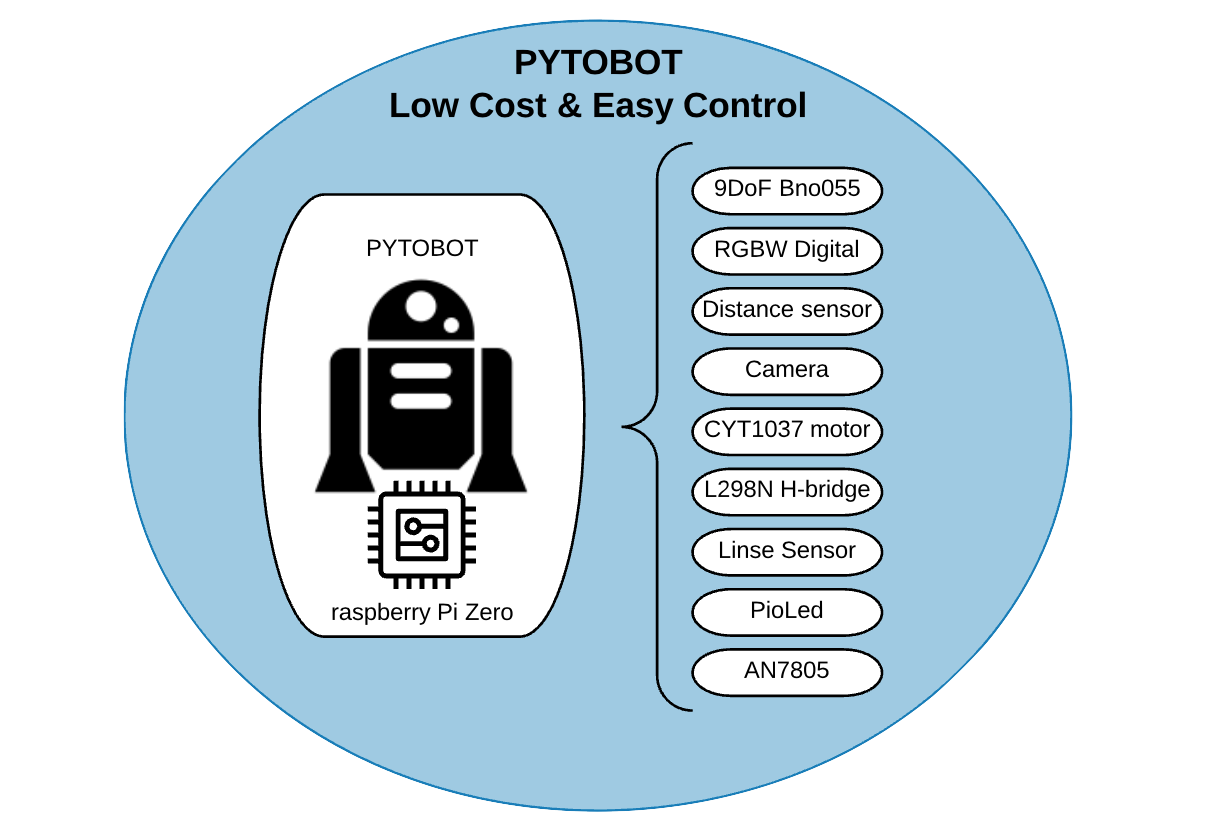 PYTOBOT
Low Cost & Easy Control
PYTOBOT
raspberry Pi Zero
9DoF Bno055
RGBW Digital
Distance sensor
Camera
CYT1037 motor
L298N H-bridge
Linse Sensor
PioLed
AN7805